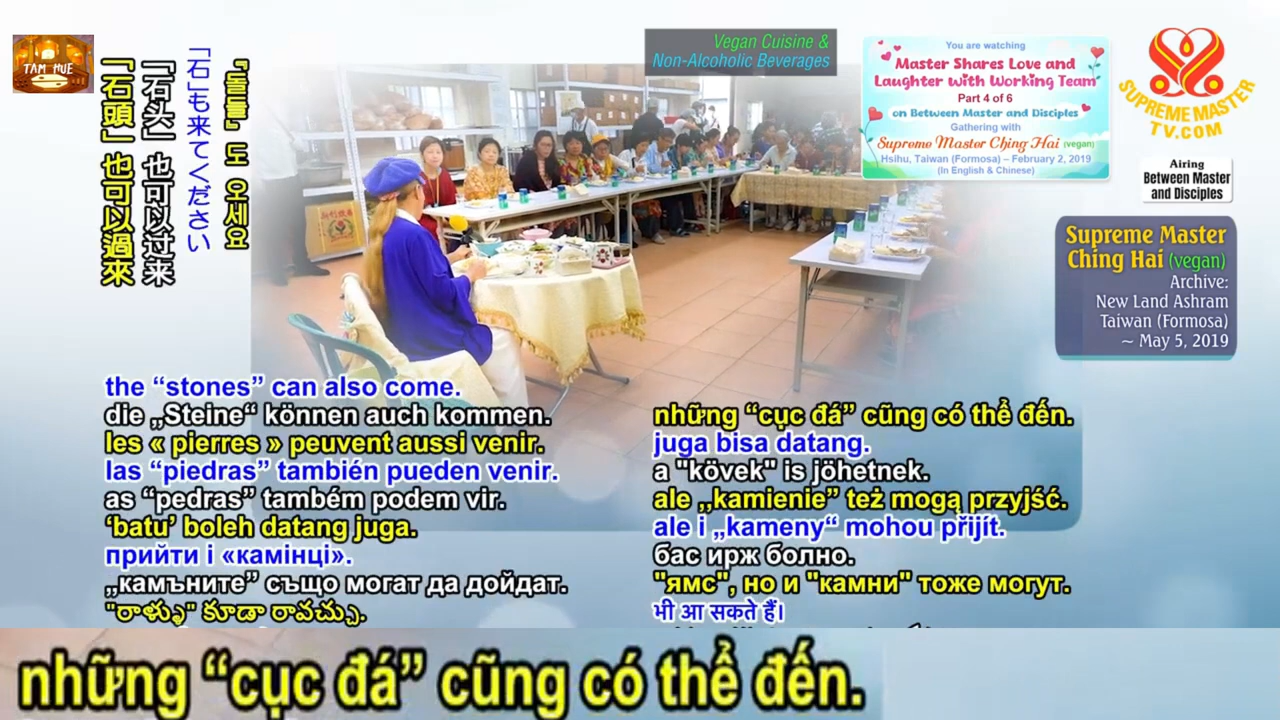 TAM HUE
「石頭」也可以過來
「石头」也可以过来
「石」も来てください
『돌들』도 오세요
Vegan Cuisine &
Non-Alcoholic Beverages
You are watching
Master Shares Love and
Laughter with Working Team
Part 4 of 6
on Between Master and Disciples
Gathering with
Supreme Master Ching Hai (vegan)
Hsihu, Taiwan (Formosa) – February 2, 2019
(In English & Chinese)
SUPREME MASTER
TV.COM
Airing
Between Master
and Disciples
Supreme Master
Ching Hai (vegan)
Archive:
New Land Ashram
Taiwan (Formosa)
~ May 5, 2019
the “stones” can also come.
die „Steine“ können auch kommen.
les « pierres » peuvent aussi venir.
las “piedras” también pueden venir.
as “pedras” também podem vir.
‘batu’ boleh datang juga.
прийти і «камінці».
„камъните” също могат да дойдат.
"రాళ్ళు" కూడా రావచ్చు.
những “cục đá” cũng có thể đến.
juga bisa datang.
a "kövek" is jöhetnek.
ale ,,kamienie” też mogą przyjść.
ale i „kameny“ mohou přijít.
бас ирж болно.
"ямс", но и "камни" тоже могут.
भी आ सकते हैं।
những “cục đá” cũng có thể đến.